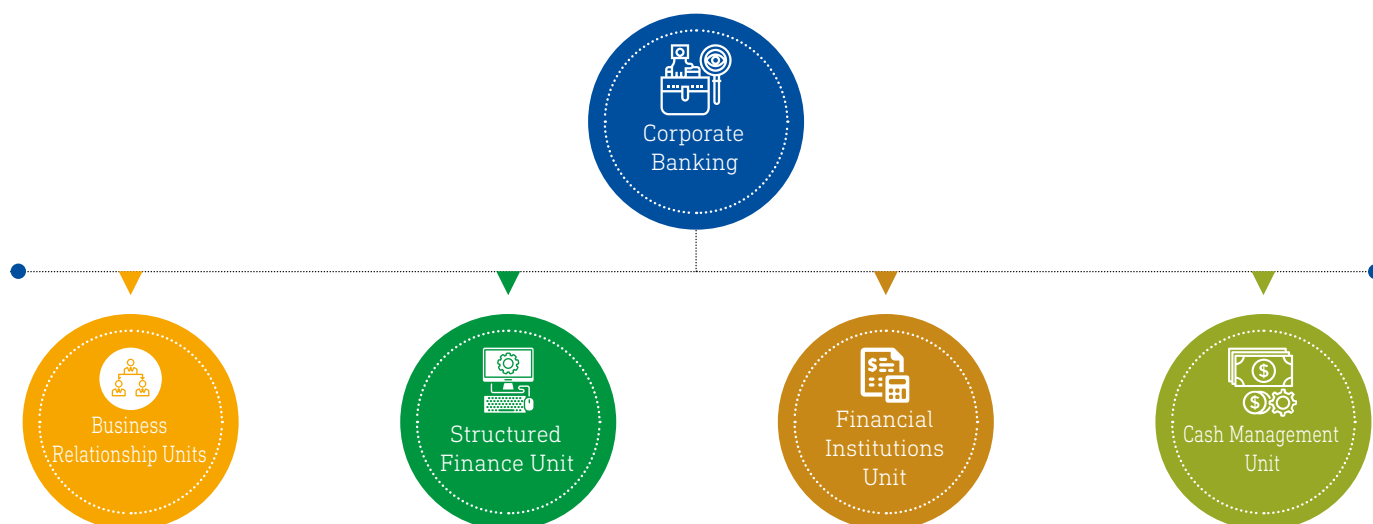 Corporate
Banking
Business
Relationship Units
Structured
Finance Unit
Financial
Institutions
Unit
Cash Management
Unit